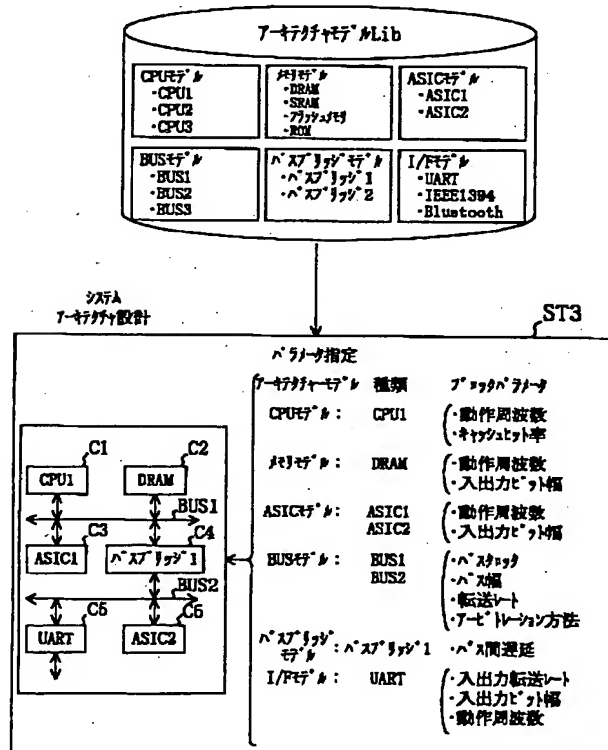 アーキテクチャモデルLib
CPUモデル
・CPU1
・CPU2
・CPU3
メモリモデル
・DRAM
・SRAM
・フラッシュメモリ
・ROM
ASICモデル
・ASIC1
・ASIC2
BUSモデル
・BUS1
・BUS2
・BUS3
バスブリッジモデル
・バスブリッジ1
・バスブリッジ2
I/Fモデル
・UART
・IEEE1394
・Bluetooth
システム
アーキテクチャ設計
ST3
パラメータ指定
アーキテクチャーモデル 種類 ブロックパラメータ
CPUモデル: CPU1 ・動作周波数
・キャッシュヒット率
メモリモデル: DRAM ・動作周波数
・入出力ビット幅
ASICモデル: ASIC1 ・動作周波数
ASIC2 ・入出力ビット幅
BUSモデル: BUS1 ・バスクロック
BUS2 ・バス幅
・転送レート
・アービトレーション方法
バスブリッジ
モデル: バスブリッジ1 ・バス間遅延
I/Fモデル: UART ・入出力転送レート
・入出力ビット幅
・動作周波数
C1 C2
CPU1 DRAM
BUS1
C3 C4
ASIC1 バスブリッジ1
BUS2
C6 C5
UART ASIC2